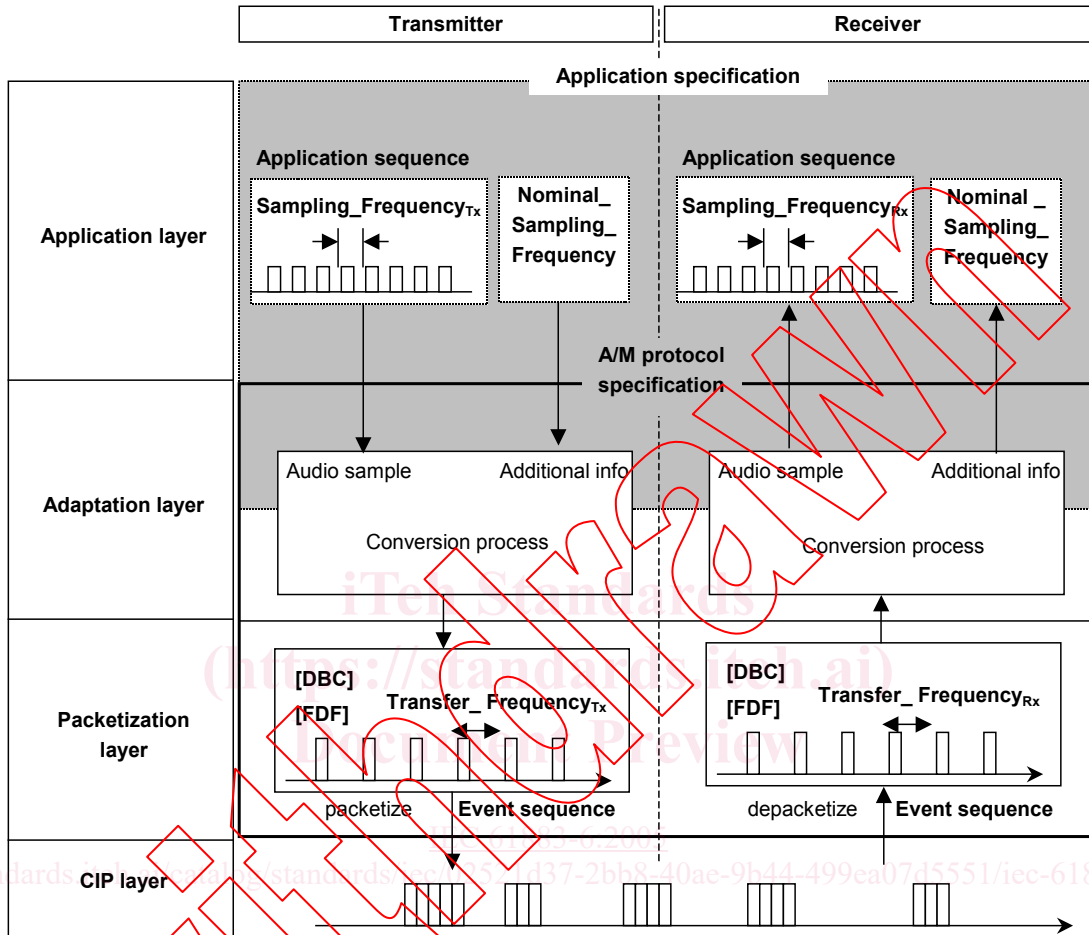 Transmitter
Receiver
Application specification
Application layer
Application sequence
Sampling_FrequencyTx
Nominal_
Sampling_
Frequency
Application sequence
Sampling_FrequencyRx
Nominal _
Sampling_
Frequency
A/M protocol
specification
Adaptation layer
Audio sample
Additional info
Conversion process
Audio sample
Additional info
Conversion process
iTeh Standards
(https://standards.iteh.ai)
Document Preview
Packetization
layer
[DBC]
[FDF]
Transfer_ FrequencyTx
packetize
Event sequence
[DBC]
[FDF]
Transfer_ FrequencyRx
depacketize
Event sequence
IEC 61883-6:2005
CIP layer